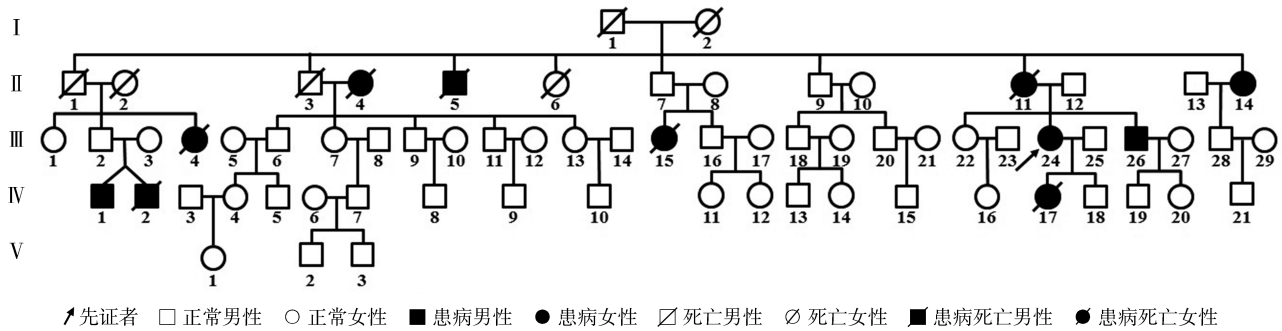 I
1 2
II
1 2 3 4 5 6 7 8 9 10 11 12 13 14
III
1 2 3 4 5 6 7 8 9 10 11 12 13 14 15 16 17 18 19 20 21 22 23 24 25 26 27 28 29
IV
1 2 3 4 5 6 7 8 9 10 11 12 13 14 15 16 17 18 19 20 21
V
1 2 3
先证者 正常男性 正常女性 患病男性 患病女性 死亡男性 死亡女性 患病死亡男性 患病死亡女性